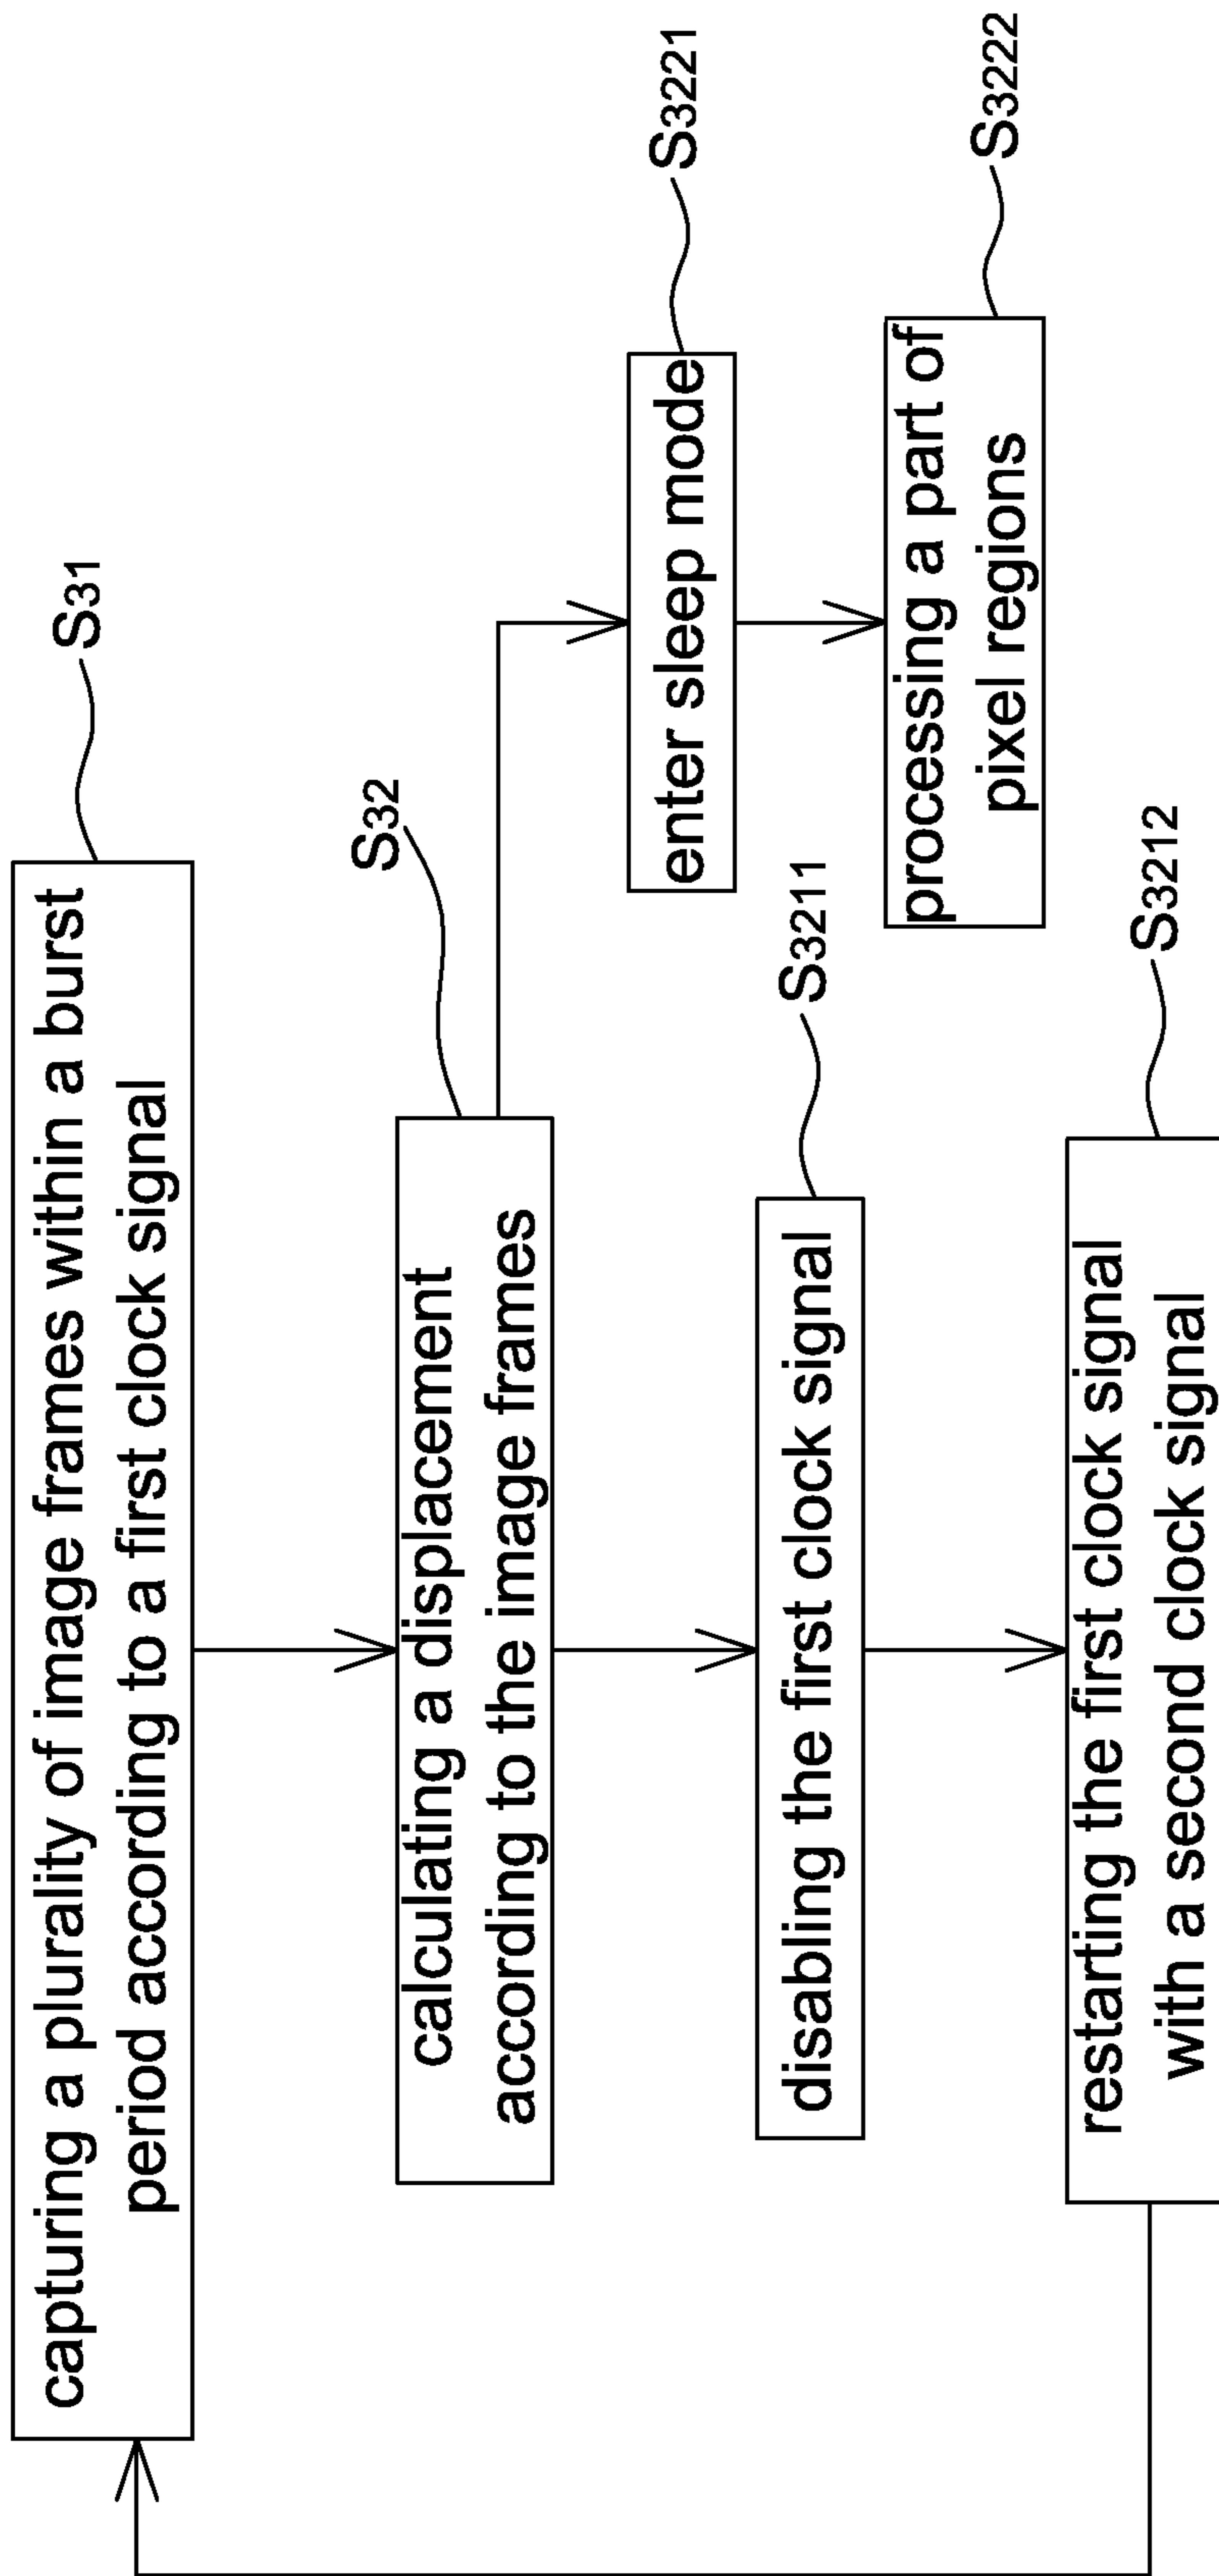 capturing a plurality of image frames within a burst
period according to a first clock signal
S31
calculating a displacement
according to the image frames
S32
enter sleep mode
S3221
processing a part of
pixel regions
S3222
disabling the first clock signal
S3211
restarting the first clock signal
with a second clock signal
S3212